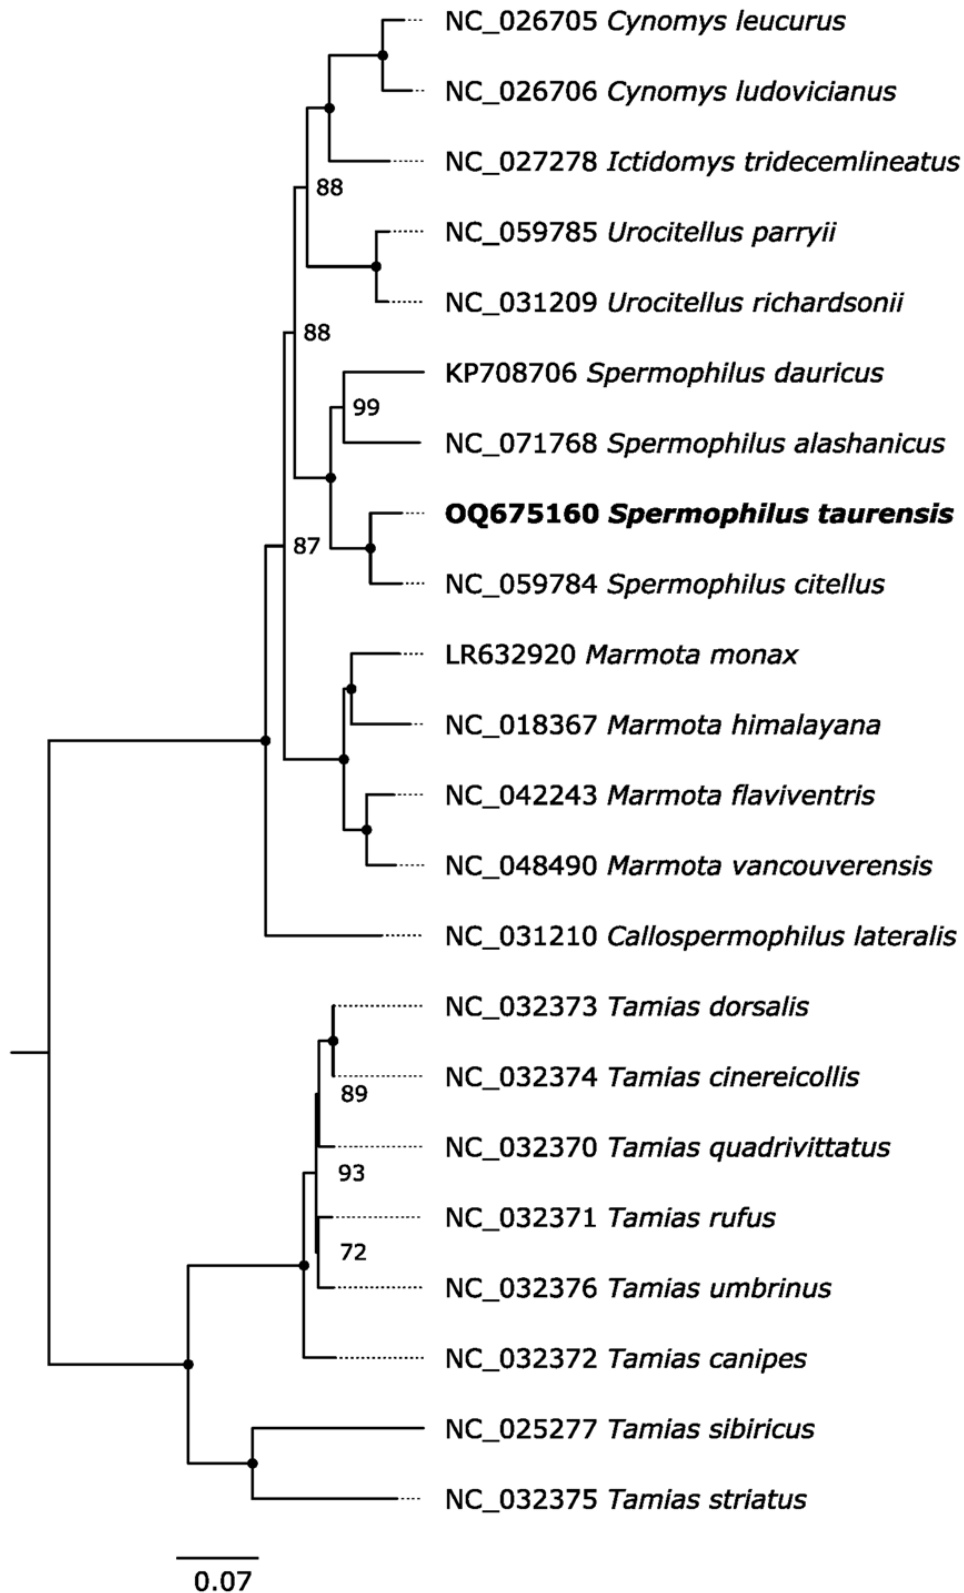 NC_026705 Cynomys leucurus
NC_026706 Cynomys ludovicianus
NC_027278 Ictidomys tridecemlineatus
88
NC_059785 Urocitellus parryii
NC_031209 Urocitellus richardsonii
88
KP708706 Spermophilus dauricus
99
NC_071768 Spermophilus alashanicus
OQ675160 Spermophilus taurensis
87
NC_059784 Spermophilus citellus
LR632920 Marmota monax
NC_018367 Marmota himalayana
NC_042243 Marmota flaviventris
NC_048490 Marmota vancouverensis
NC_031210 Callospermophilus lateralis
NC_032373 Tamias dorsalis
NC_032374 Tamias cinereicollis
89
NC_032370 Tamias quadrivittatus
93
NC_032371 Tamias rufus
72
NC_032376 Tamias umbrinus
NC_032372 Tamias canipes
NC_025277 Tamias sibiricus
NC_032375 Tamias striatus
0.07